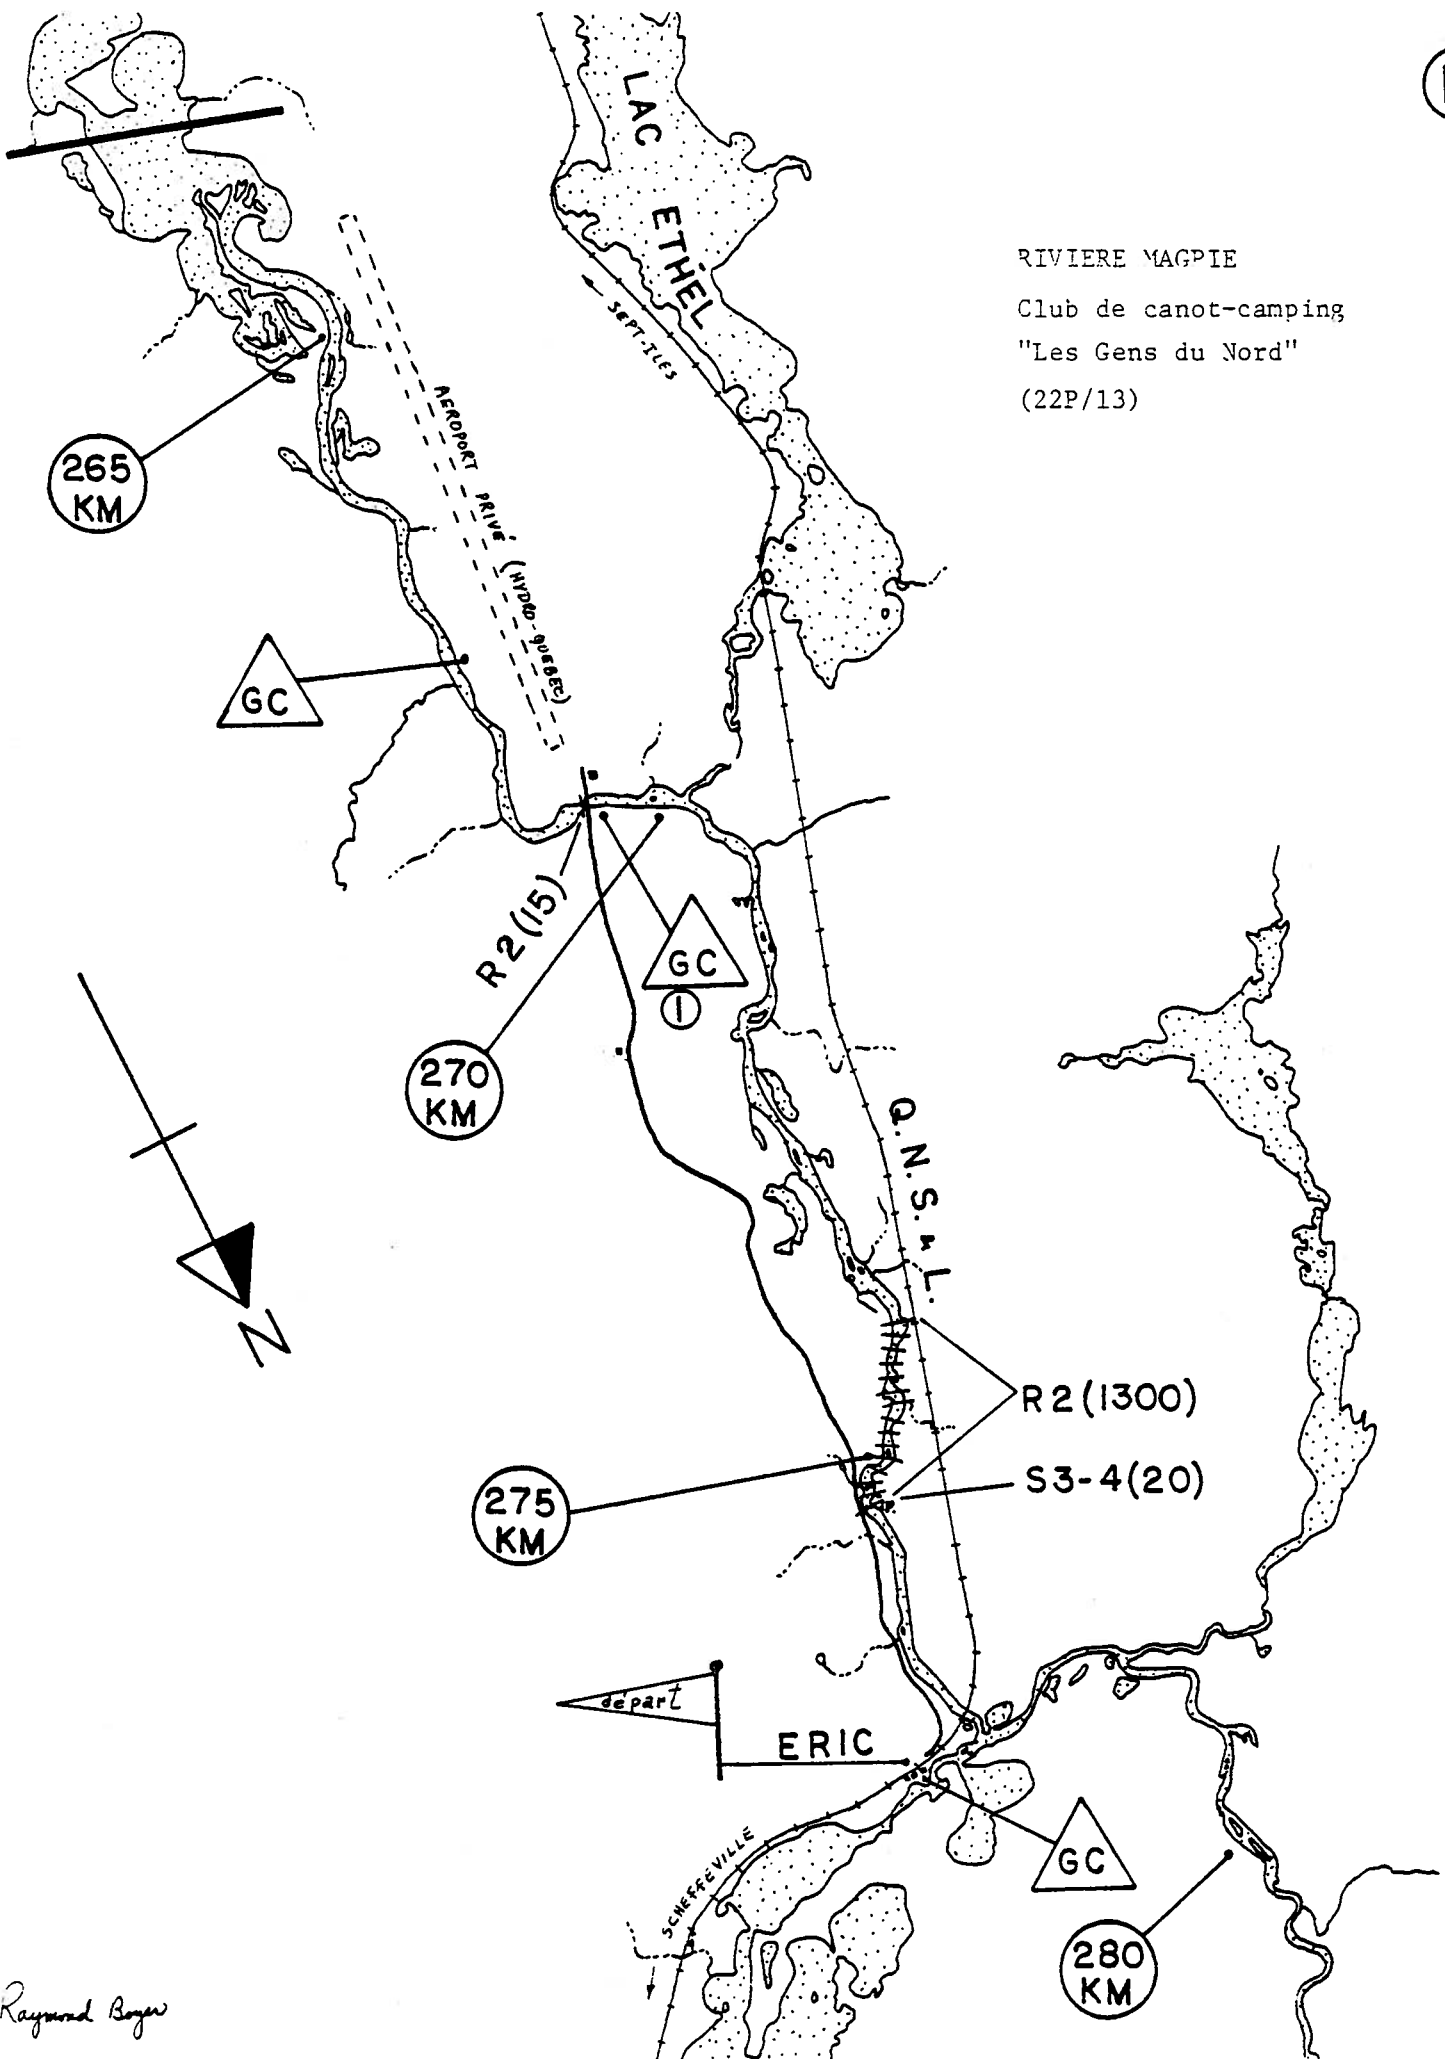 LAC
ETHEL
SEPT-ILES
RIVIERE MAGPIE
Club de canot-camping
"Les Gens du Nord"
(22P/13)
265
KM
AEROPORT PRIVÉ (HYDRO-QUEBEC)
GC
R2(15)
GC
1
270
KM
Q.N.S. & L.
N
R2(1300)
S3-4(20)
275
KM
départ
ERIC
GC
SCHEFFEVILLE
280
KM
Raymond Boyer